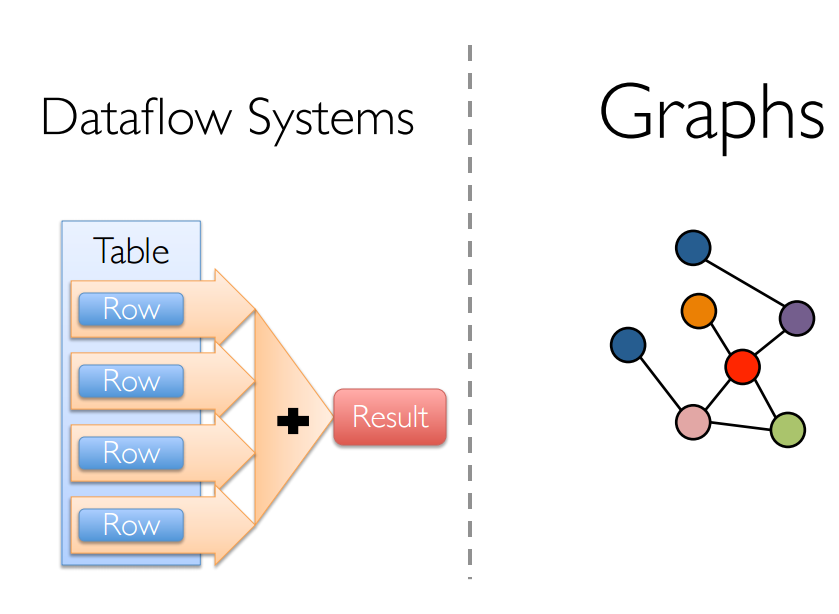 Dataflow Systems
Table
Row
Row
Row
Row
Result
Graphs